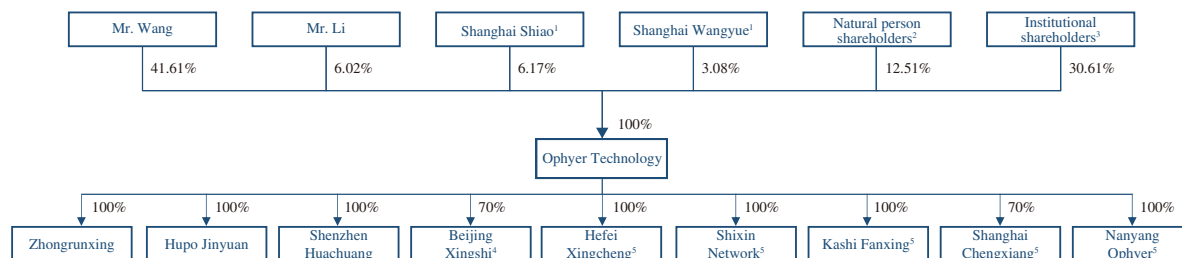 Mr. Wang
Mr. Li
Shanghai Shiao¹
Shanghai Wangyue¹
Natural person
shareholders²
Institutional
shareholders³
41.61%
6.02%
6.17%
3.08%
12.51%
30.61%
100%
Ophyer Technology
100%
100%
100%
70%
100%
100%
100%
70%
100%
Zhongrunxing
Hupo Jinyuan
Shenzhen
Huachuang
Beijing
Xingshi⁴
Hefei
Xingcheng⁵
Shixin
Network⁵
Kashi Fanxing⁵
Shanghai
Chengxiang⁵
Nanyang
Ophyer⁵